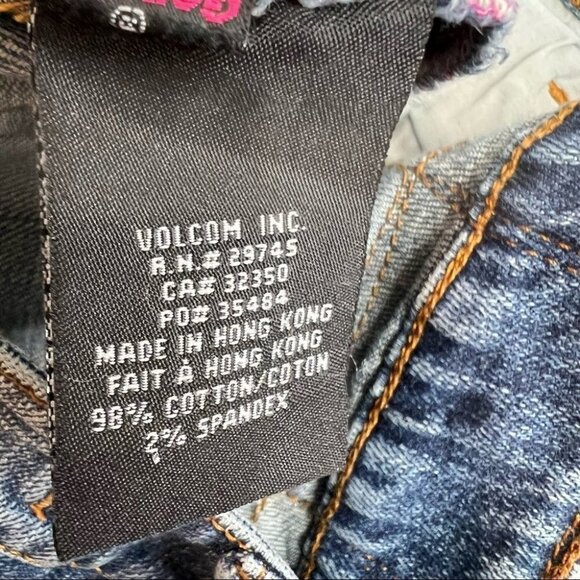 ®
VOLCOM INC.
R.N.# 29745
CA# 32350
PO# 35484
MADE IN HONG KONG
FAIT À HONG KONG
98% COTTON/COTON
2% SPANDEX